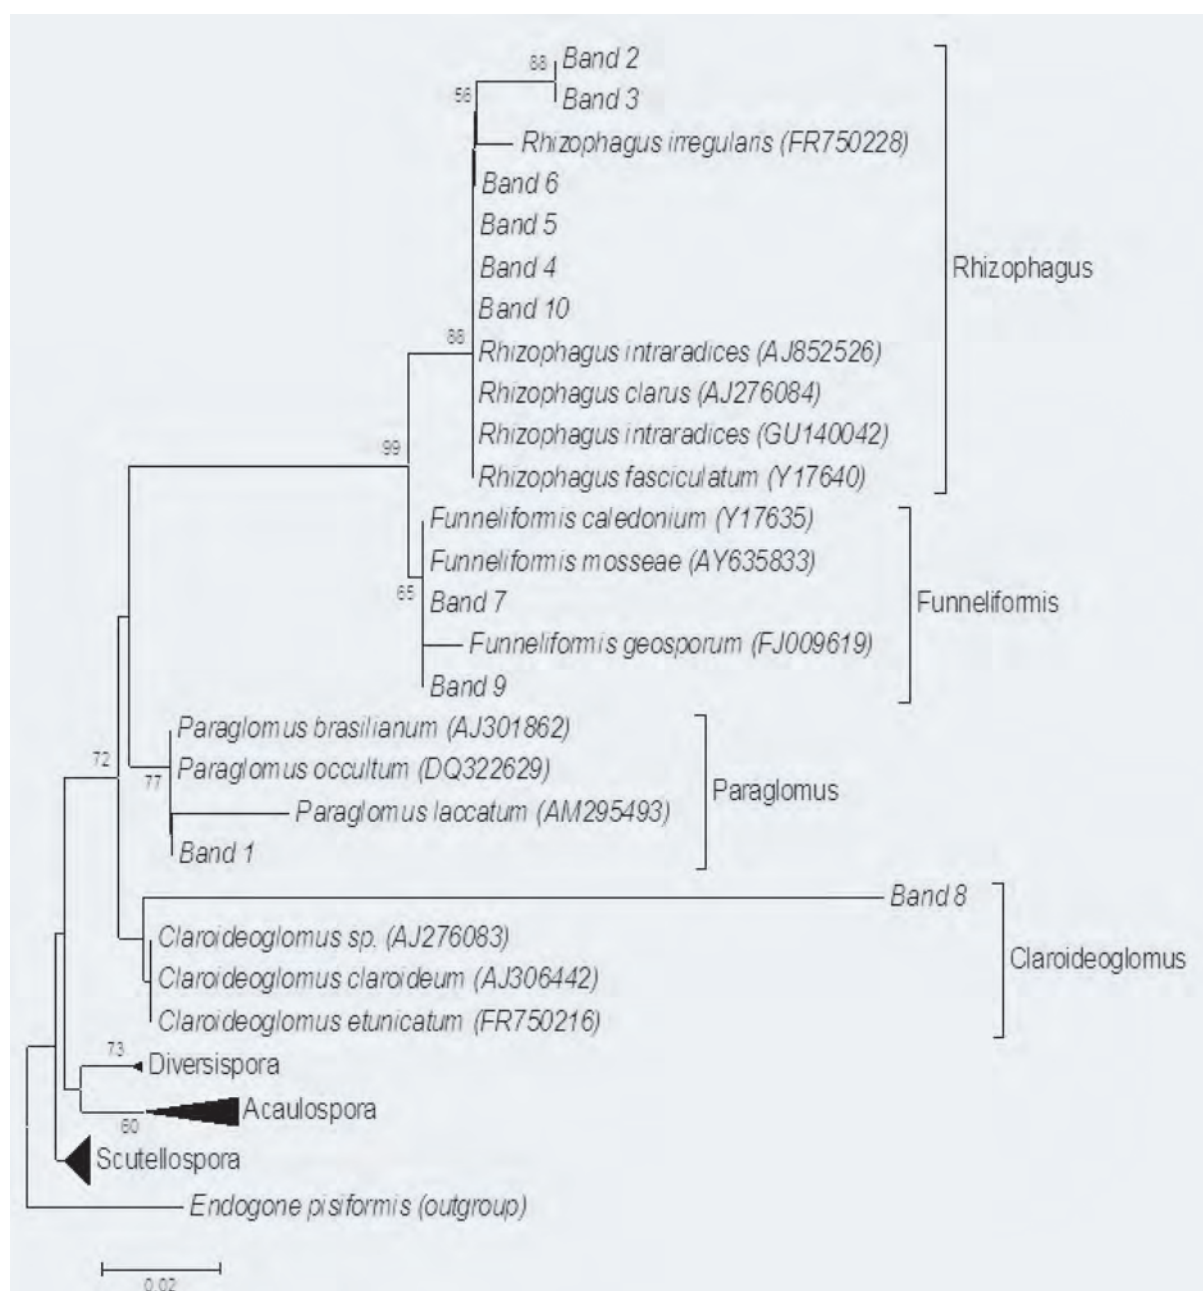 88
Band 2
Band 3
56
Rhizophagus irregularis (FR750228)
Band 6
Band 5
Band 4
Rhizophagus
Band 10
88
Rhizophagus intraradices (AJ852526)
Rhizophagus clarus (AJ276084)
Rhizophagus intraradices (GU140042)
99
Rhizophagus fasciculatum (Y17640)
Funneliformis caledonium (Y17635)
Funneliformis mosseae (AY635833)
65
Band 7
Funneliformis
Funneliformis geosporum (FJ009619)
Band 9
Paraglomus brasilianum (AJ301862)
72
Paraglomus occultum (DQ322629)
77
Paraglomus
Paraglomus laccatum (AM295493)
Band 1
Band 8
Claroideoglomus sp. (AJ276083)
Claroideoglomus
Claroideoglomus claroideum (AJ306442)
Claroideoglomus etunicatum (FR750216)
73
Diversispora
Acaulospora
60
Scutellospora
Endogone pisiformis (outgroup)
0.02